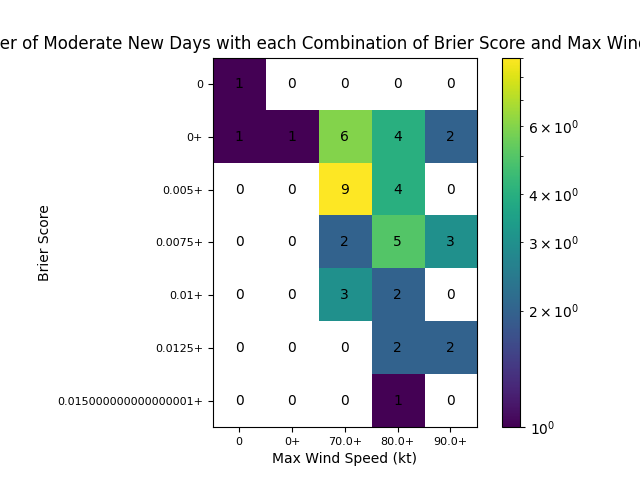 er of Moderate New Days with each Combination of Brier Score and Max Wind
0 1 0 0 0 0
0+ 1 1 6 4 2
0.005+ 0 0 9 4 0
0.0075+ 0 0 2 5 3
0.01+ 0 0 3 2 0
0.0125+ 0 0 0 2 2
0.015000000000000001+ 0 0 0 1 0
0 0+ 70.0+ 80.0+ 90.0+
Max Wind Speed (kt)
Brier Score
6 × 10⁰
4 × 10⁰
3 × 10⁰
2 × 10⁰
10⁰